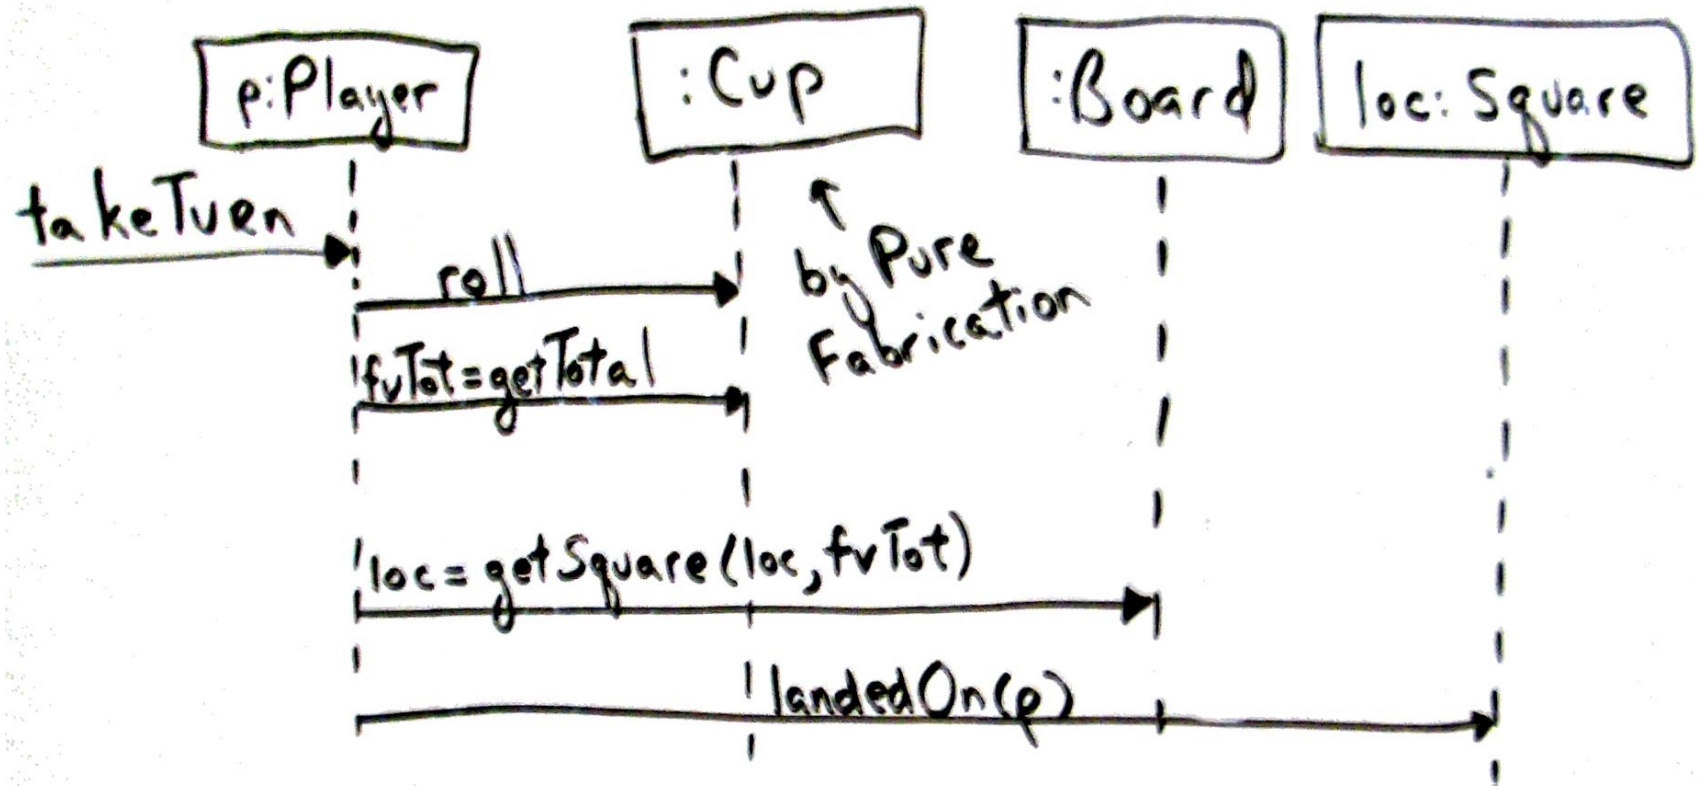 p:Player
:Cup
:Board
loc: Square
takeTurn
roll
by Pure
Fabrication
fvTot=getTotal
loc = getSquare(loc, fvTot)
landedOn(p)